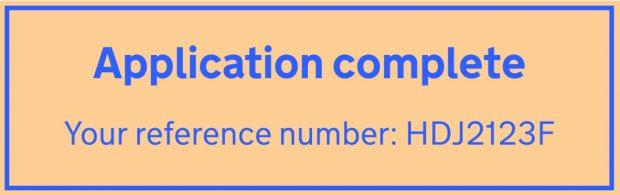 Application complete
Your reference number: HDJ2123F